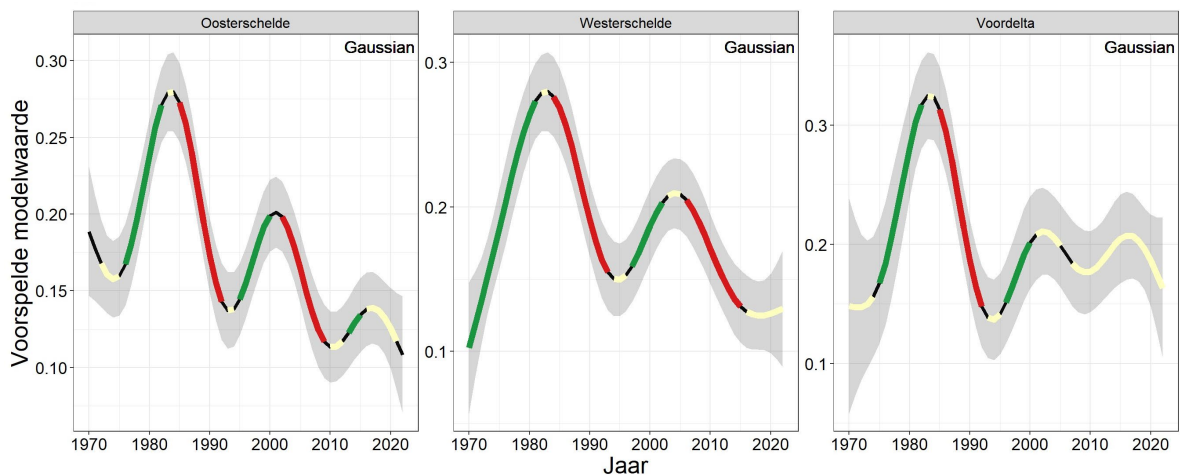 Oosterschelde
Westerschelde
Voordelta
Gaussian
Gaussian
Gaussian
Voorspelde modelwaarde
0.30
0.25
0.20
0.15
0.10
0.3
0.2
0.1
0.3
0.2
0.1
1970 1980 1990 2000 2010 2020
1970 1980 1990 2000 2010 2020
1970 1980 1990 2000 2010 2020
Jaar